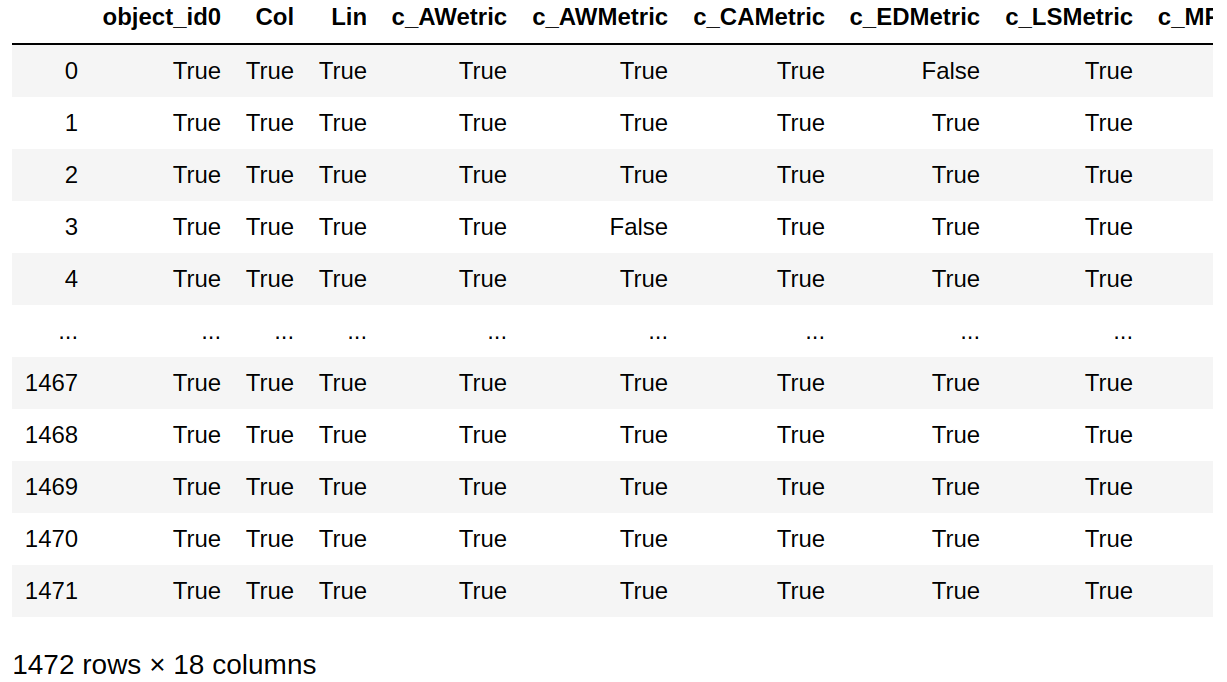 object_id0 Col Lin c_AWetric c_AWMetric c_CAMetric c_EDMetric c_LSMetric
0 True True True True True True False True
1 True True True True True True True True
2 True True True True True True True True
3 True True True True False True True True
4 True True True True True True True True
... ... ... ... ... ... ... ... ...
1467 True True True True True True True True
1468 True True True True True True True True
1469 True True True True True True True True
1470 True True True True True True True True
1471 True True True True True True True True
1472 rows × 18 columns